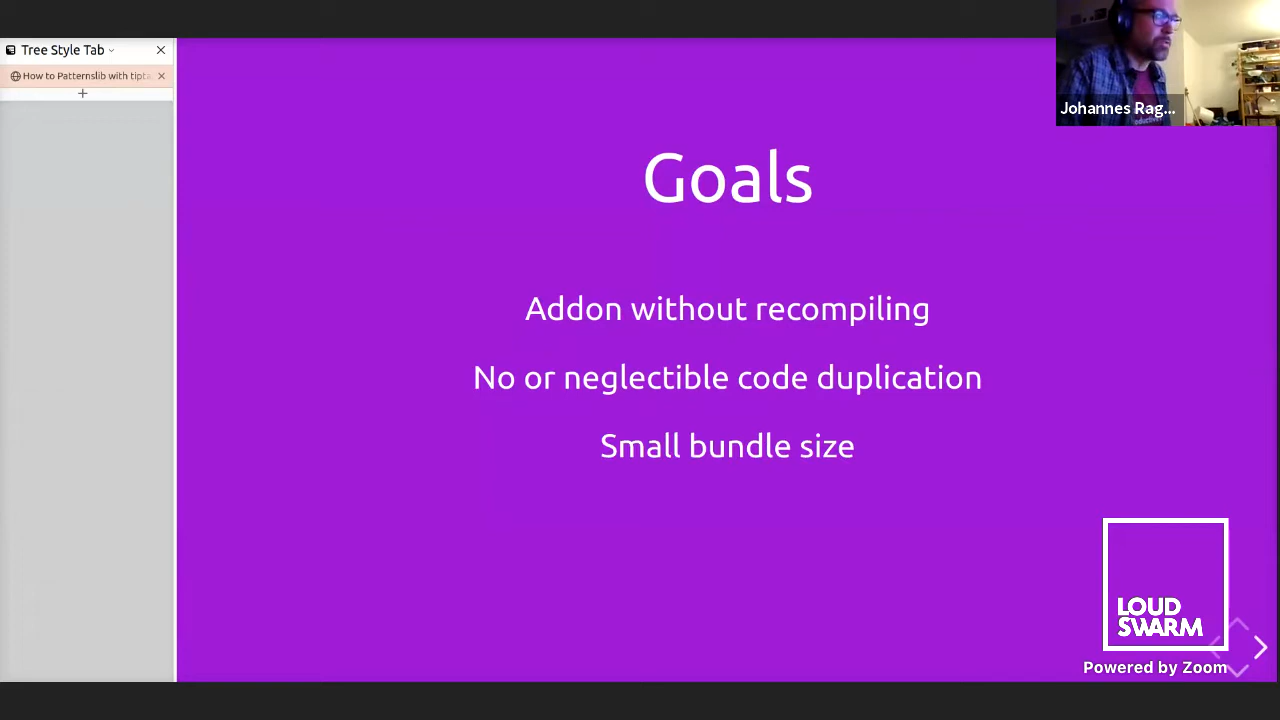 Tree Style Tab
How to Patternslib with tipta
Johannes Rag...
Goals
Addon without recompiling
No or neglectible code duplication
Small bundle size
LOUD
SWARM
Powered by Zoom